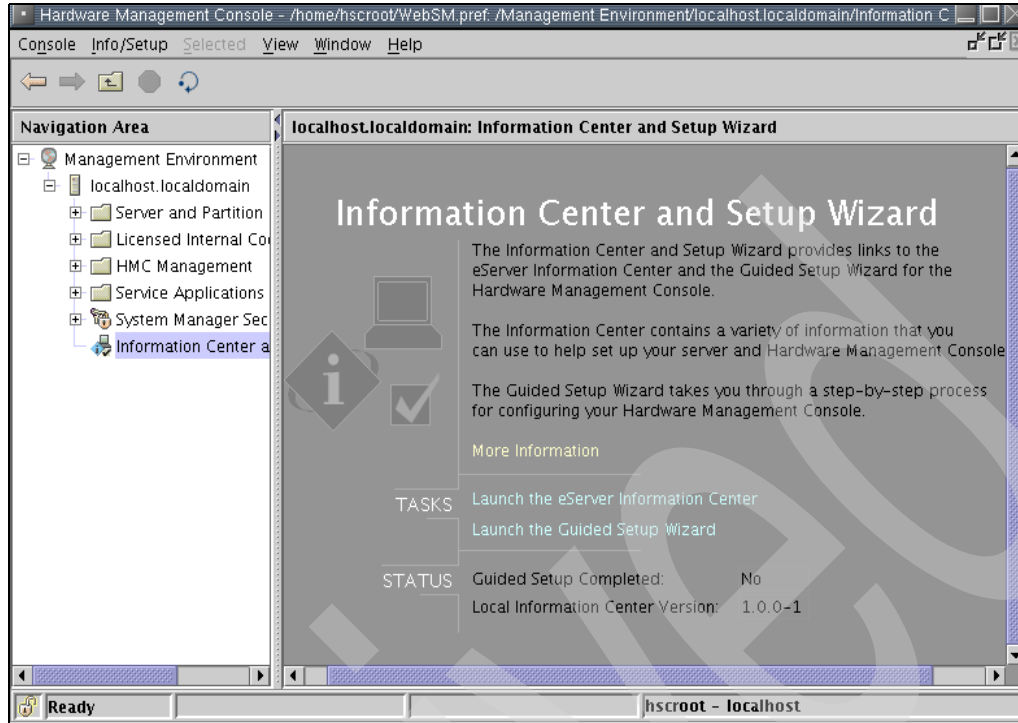 Hardware Management Console - /home/hscroot/WebSM.pref: /Management Environment/localhost.localdomain/Information C
Console Info/Setup Selected View Window Help
Navigation Area
localhost.localdomain: Information Center and Setup Wizard
Management Environment
localhost.localdomain
Server and Partition
Licensed Internal Co
HMC Management
Service Applications
System Manager Sec
Information Center a
Information Center and Setup Wizard
The Information Center and Setup Wizard provides links to the
eServer Information Center and the Guided Setup Wizard for the
Hardware Management Console.
The Information Center contains a variety of information that you
can use to help set up your server and Hardware Management Console
The Guided Setup Wizard takes you through a step-by-step process
for configuring your Hardware Management Console.
More Information
TASKS
Launch the eServer Information Center
Launch the Guided Setup Wizard
STATUS
Guided Setup Completed: No
Local Information Center Version: 1.0.0-1
Ready
hscroot - localhost